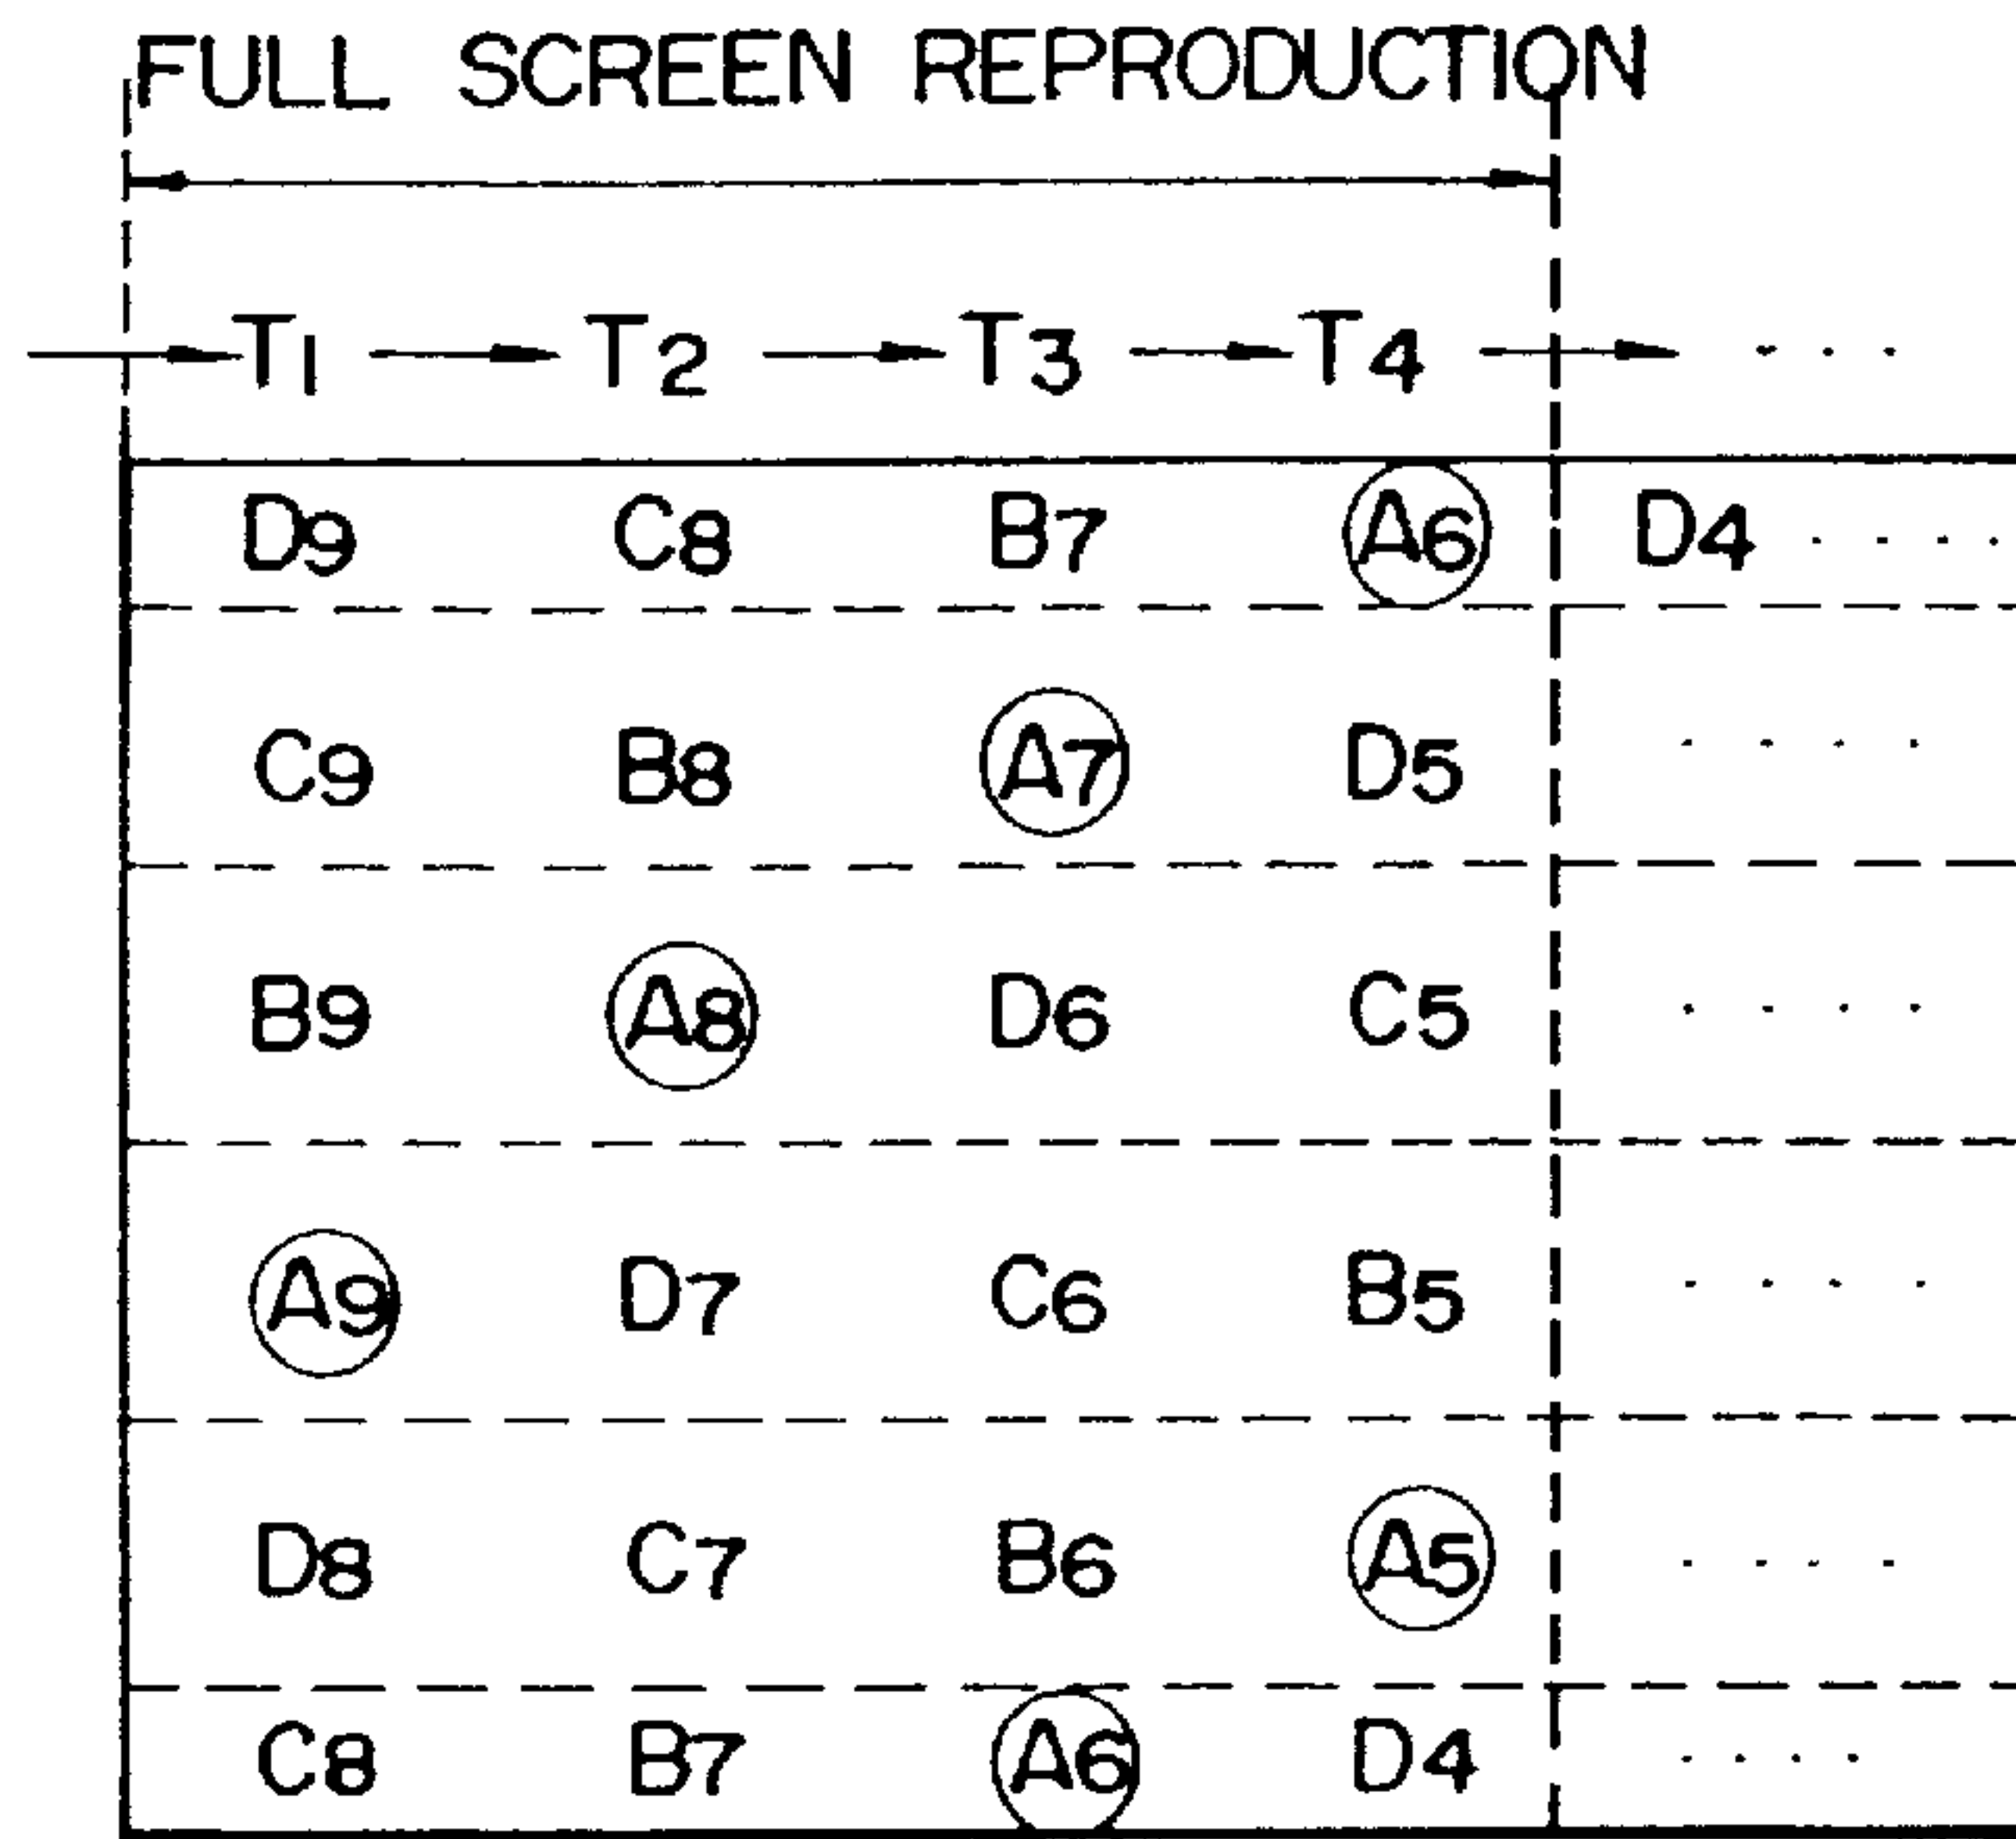 FULL SCREEN REPRODUCTION
T1 T2 T3 T4 . . .
D9 C8 B7 A6 D4 . . . .
C9 B8 A7 D5 . . . .
B9 A8 D6 C5 . . . .
A9 D7 C6 B5 . . . .
D8 C7 B6 A5 . . . .
C8 B7 A6 D4 . . . .